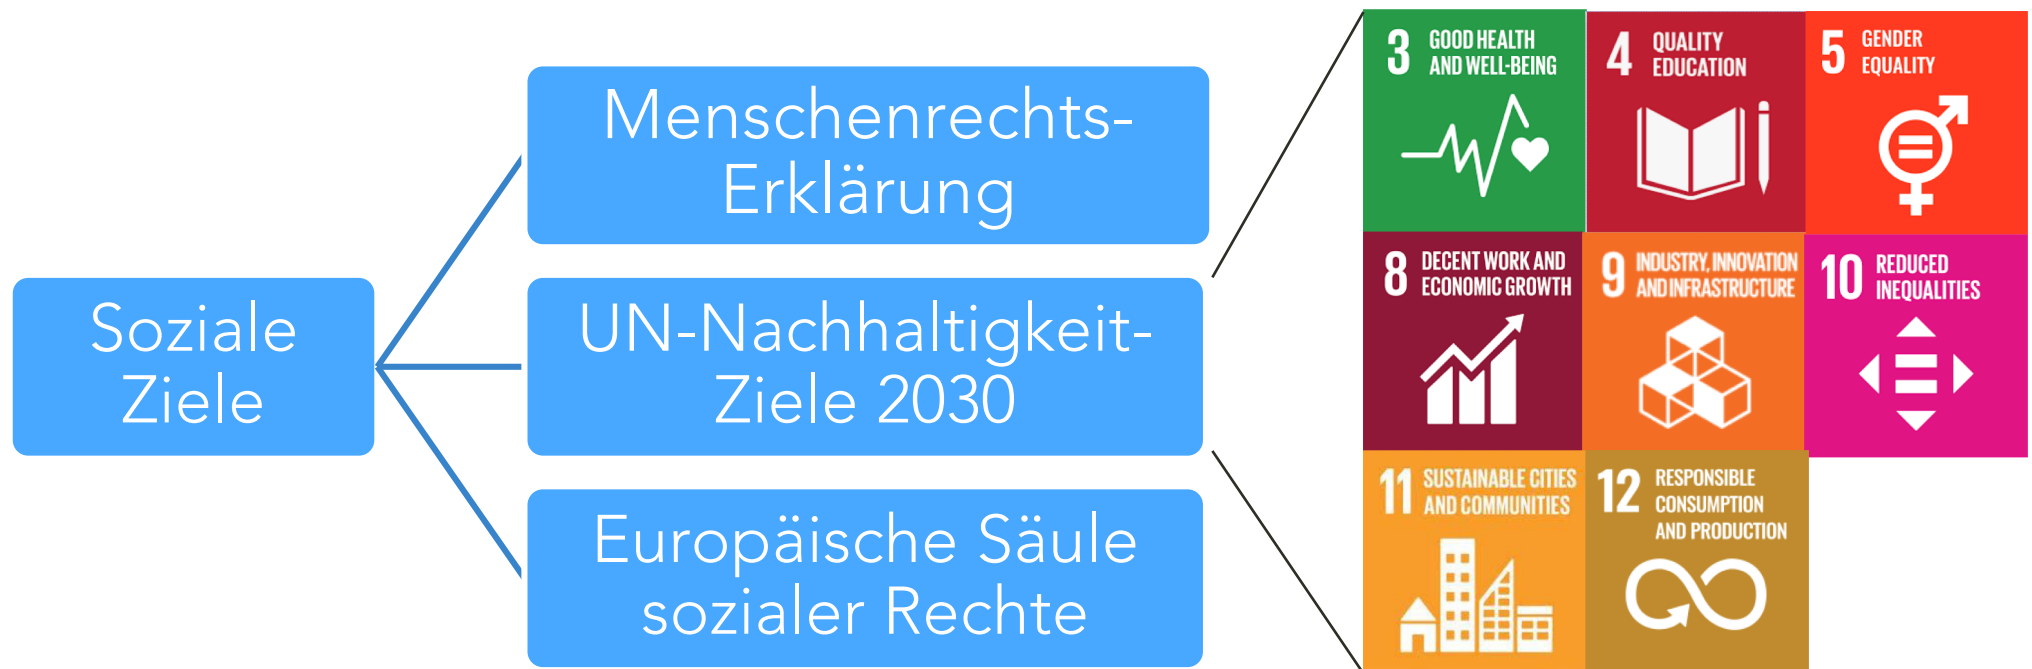 Soziale
Ziele
Menschenrechts-
Erklärung
UN-Nachhaltigkeit-
Ziele 2030
Europäische Säule
sozialer Rechte
3 GOOD HEALTH
AND WELL-BEING
4 QUALITY
EDUCATION
5 GENDER
EQUALITY
8 DECENT WORK AND
ECONOMIC GROWTH
9 INDUSTRY, INNOVATION
AND INFRASTRUCTURE
10 REDUCED
INEQUALITIES
11 SUSTAINABLE CITIES
AND COMMUNITIES
12 RESPONSIBLE
CONSUMPTION
AND PRODUCTION